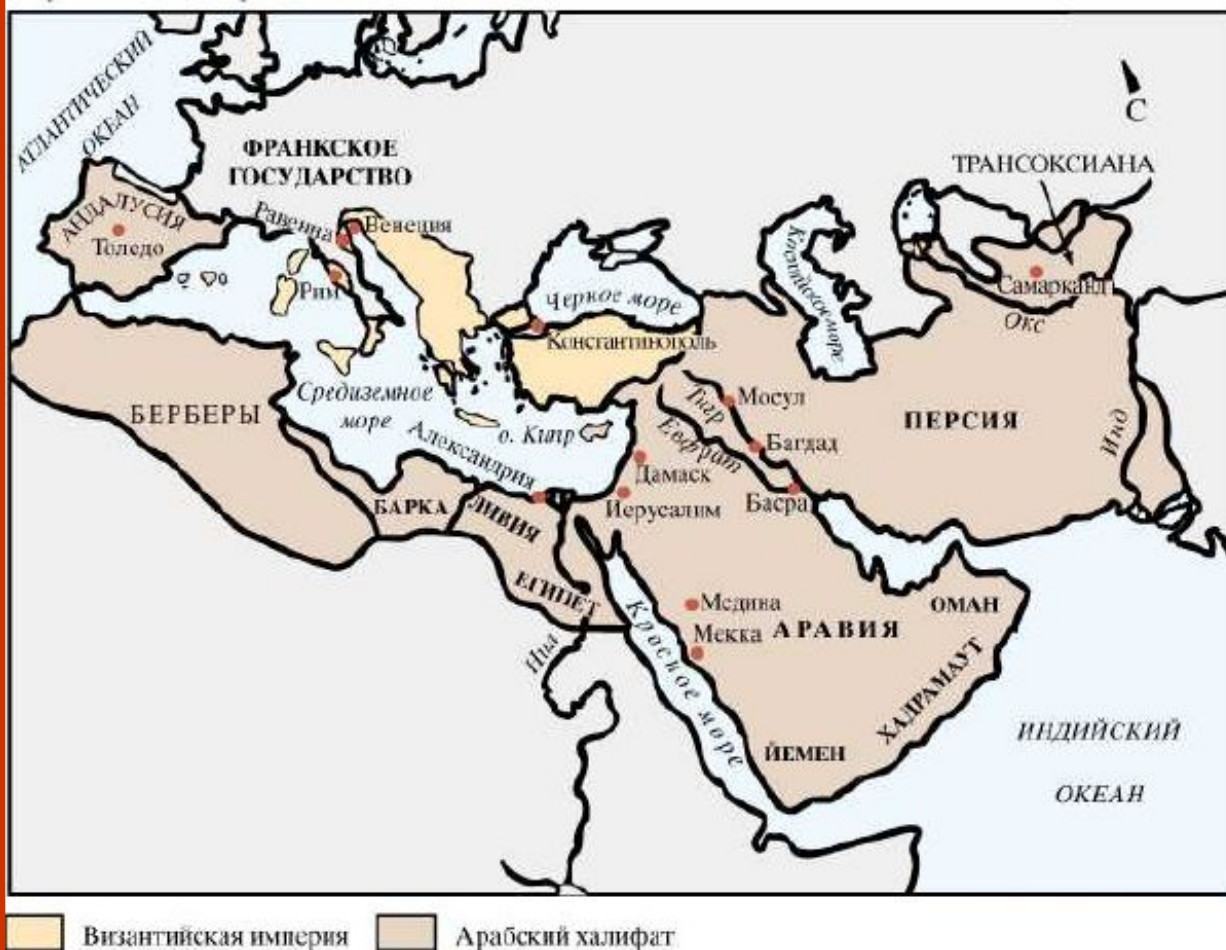 АТЛАНТИЧЕСКИЙ
ОКЕАН
ФРАНКСКОЕ
ГОСУДАРСТВО
С
ТРАНСОКСИАНА
АНДАЛУСИЯ
Толедо
Равенна
Венеция
Рим
Черное море
Константинополь
Каспийское море
Самарканд
Окс
БЕРБЕРЫ
Средиземное
море
о. Кипр
Александрия
Тигр
Евфрат
Мосул
Багдад
Дамаск
Иерусалим
Басра
ПЕРСИЯ
Инд
БАРКА
ЛИВИЯ
ЕГИПЕТ
Нил
Красное море
Медина
Мекка
АРАВИЯ
ОМАН
ХАДРАМАУТ
ЙЕМЕН
ИНДИЙСКИЙ
ОКЕАН
Византийская империя
Арабский халифат